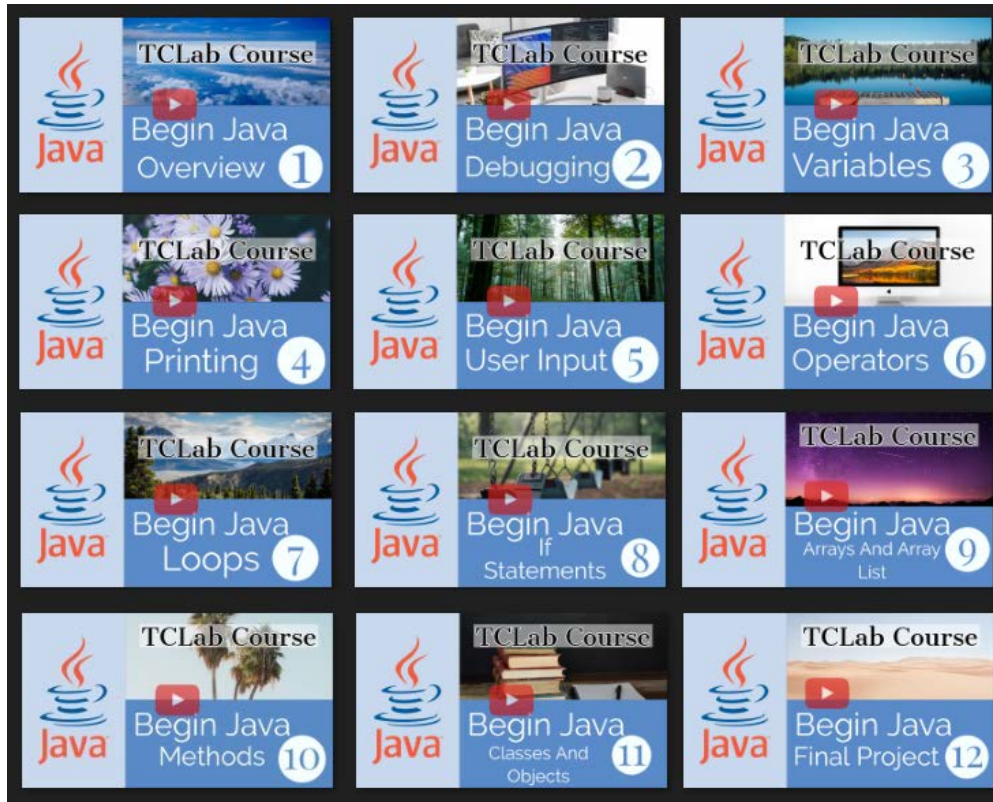 TCLab Course
Java
Begin Java
Overview 1
TCLab Course
Java
Begin Java
Debugging 2
TCLab Course
Java
Begin Java
Variables 3
TCLab Course
Java
Begin Java
Printing 4
TCLab Course
Java
Begin Java
User Input 5
TCLab Course
Java
Begin Java
Operators 6
TCLab Course
Java
Begin Java
Loops 7
TCLab Course
Java
Begin Java
If
Statements 8
TCLab Course
Java
Begin Java
Arrays And Array
List 9
TCLab Course
Java
Begin Java
Methods 10
TCLab Course
Java
Begin Java
Classes And
Objects 11
TCLab Course
Java
Begin Java
Final Project 12